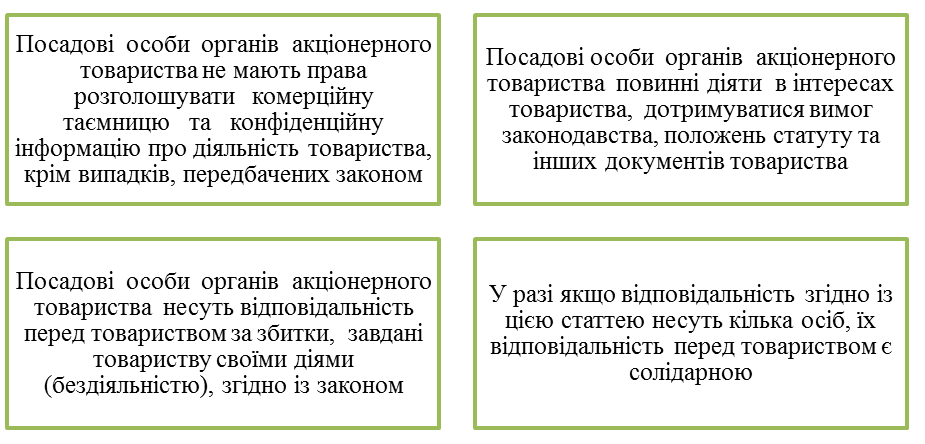 Посадові особи органів акціонерного
товариства не мають права
розголошувати комерційну
таємницю та конфіденційну
інформацію про діяльність товариства,
крім випадків, передбачених законом
Посадові особи органів акціонерного
товариства повинні діяти в інтересах
товариства, дотримуватися вимог
законодавства, положень статуту та
інших документів товариства
Посадові особи органів акціонерного
товариства несуть відповідальність
перед товариством за збитки, завдані
товариству своїми діями
(бездіяльністю), згідно із законом
У разі якщо відповідальність згідно із
цією статтею несуть кілька осіб, їх
відповідальність перед товариством є
солідарною